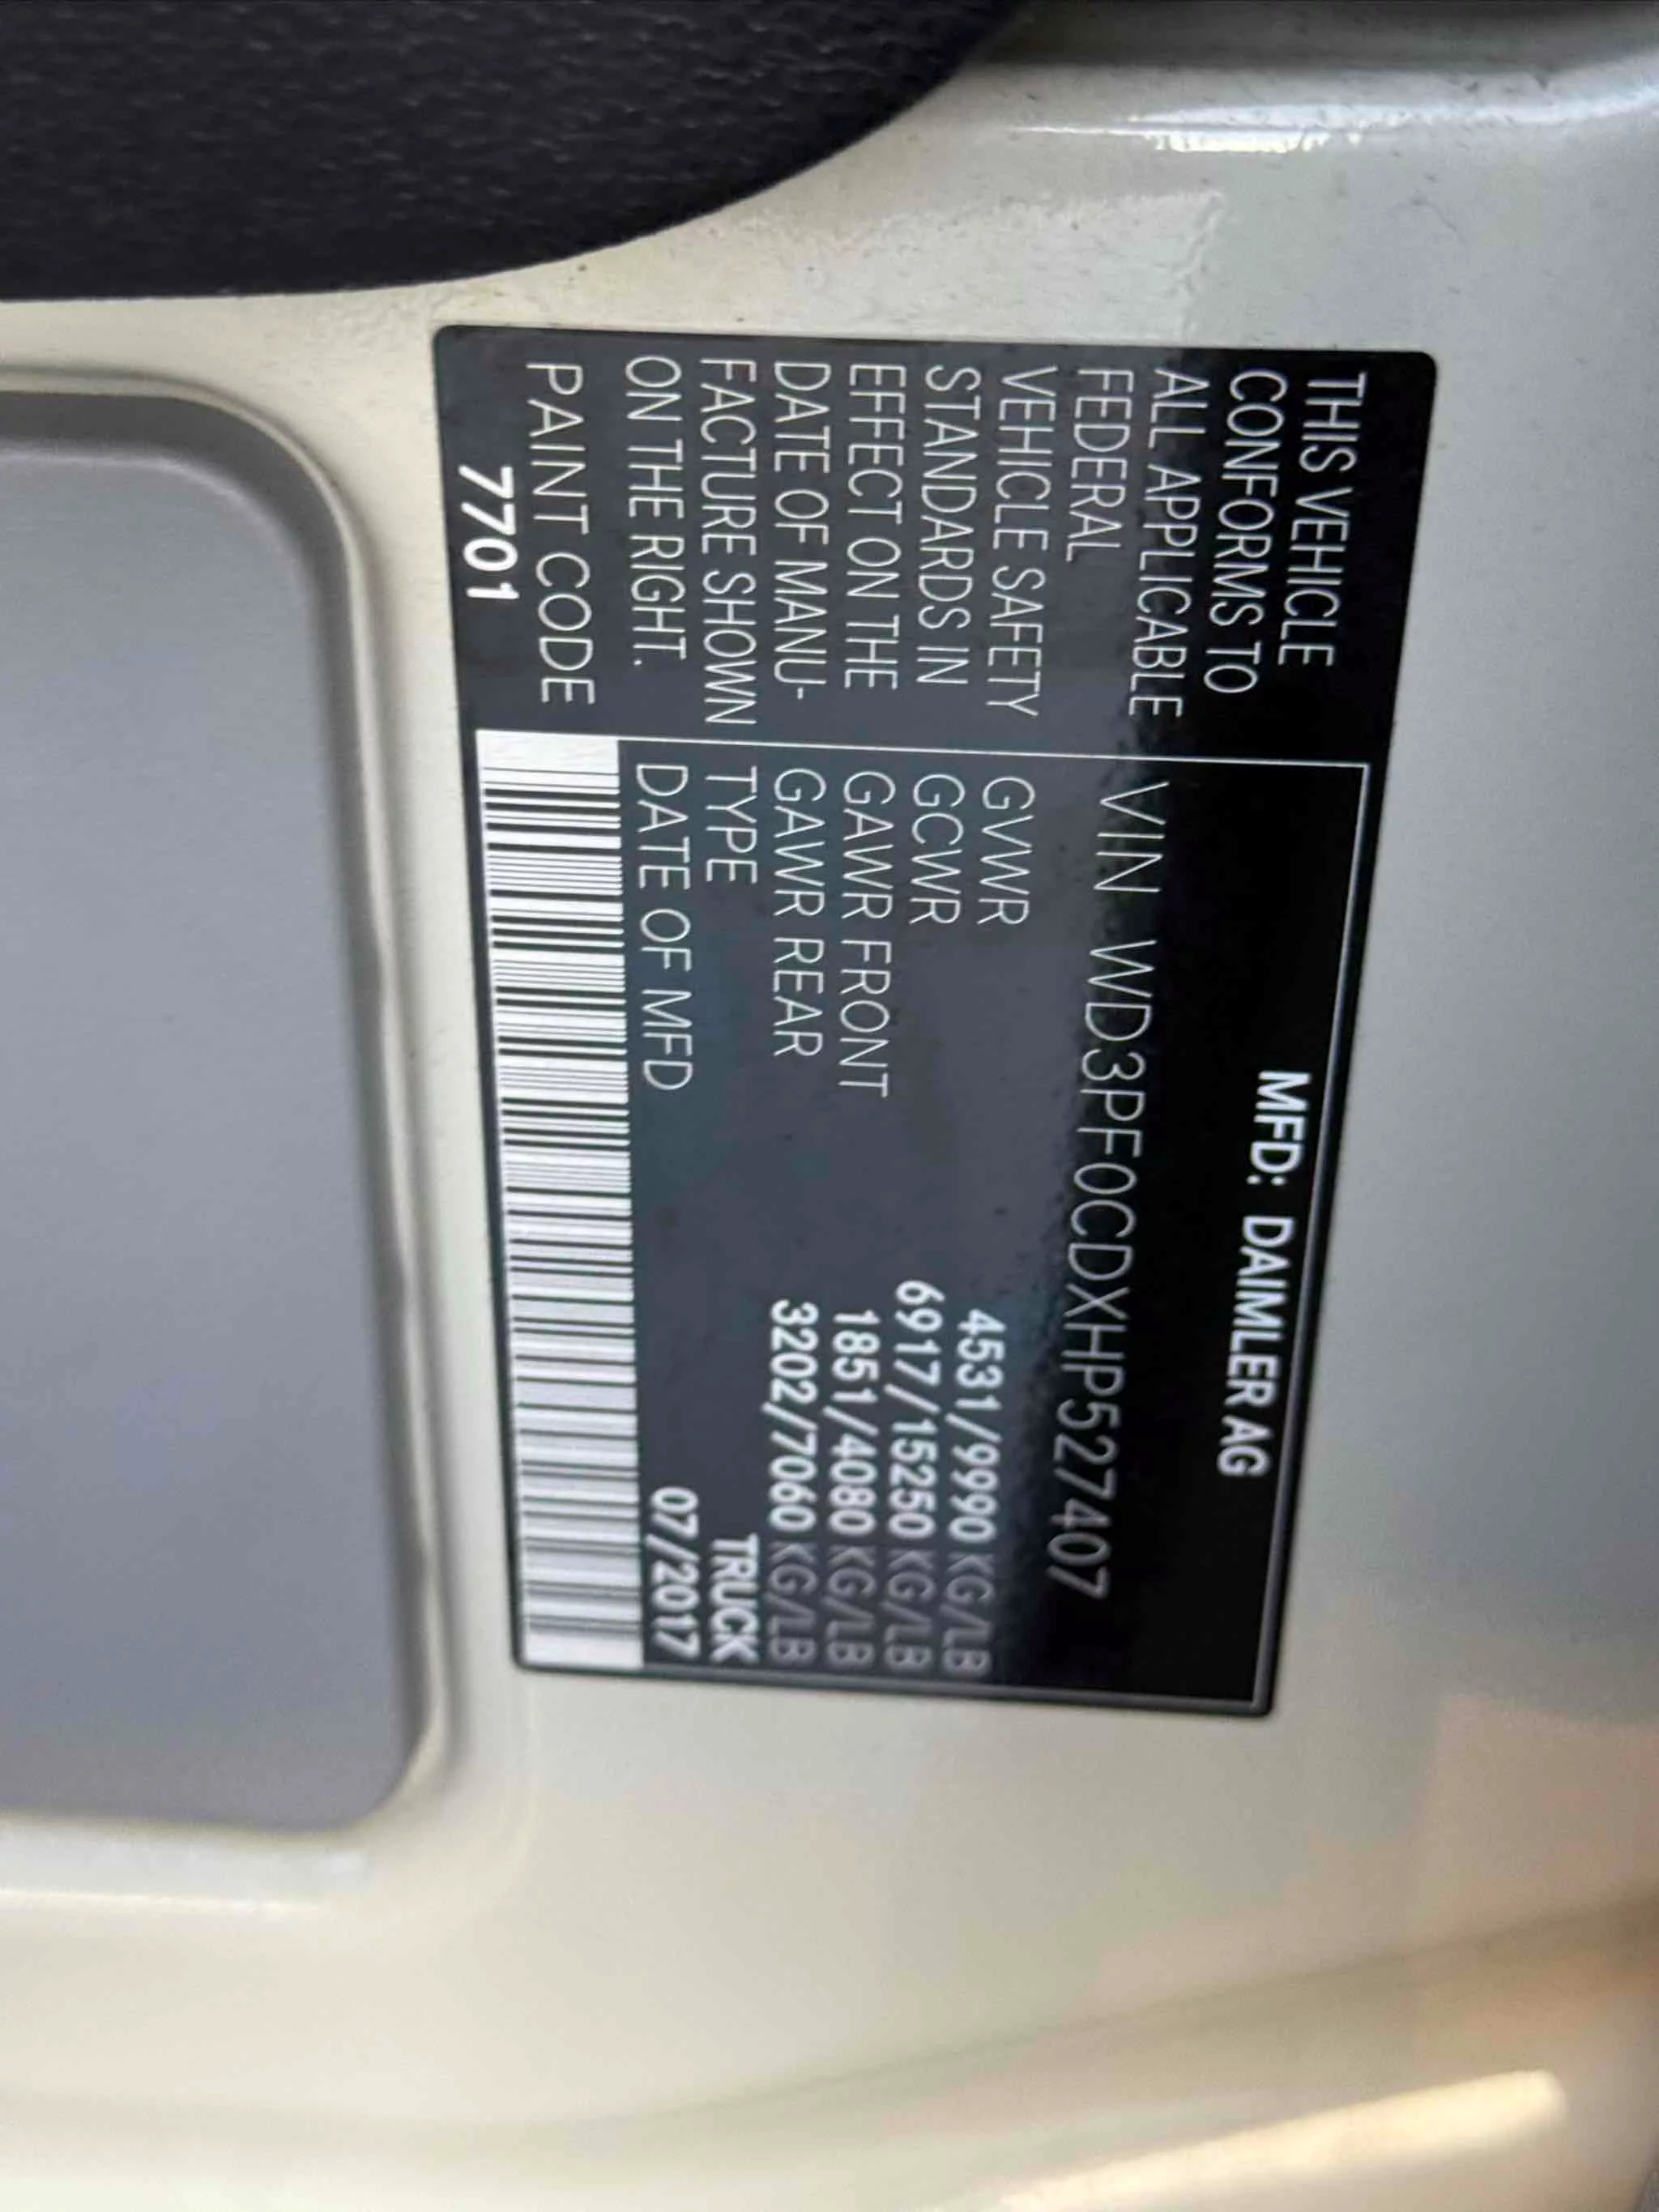 THIS VEHICLE
CONFORMS TO
ALL APPLICABLE
FEDERAL
VEHICLE SAFETY
STANDARDS IN
EFFECT ON THE
DATE OF MANU-
FACTURE SHOWN
ON THE RIGHT.
PAINT CODE
7701
MFD: DAIMLER AG
VIN WD3PF0CDXHP527407
GVWR 4531/9990 KG/LB
GCWR 6917/15250 KG/LB
GAWR FRONT 1851/4080 KG/LB
GAWR REAR 3202/7060 KG/LB
TYPE TRUCK
DATE OF MFD 07/2017